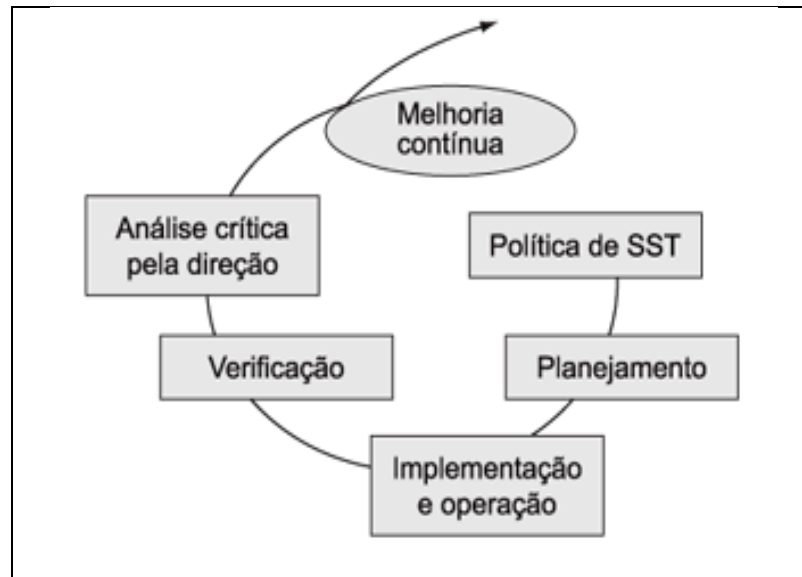 Melhoria
contínua
Análise crítica
pela direção
Política de SST
Verificação
Planejamento
Implementação
e operação